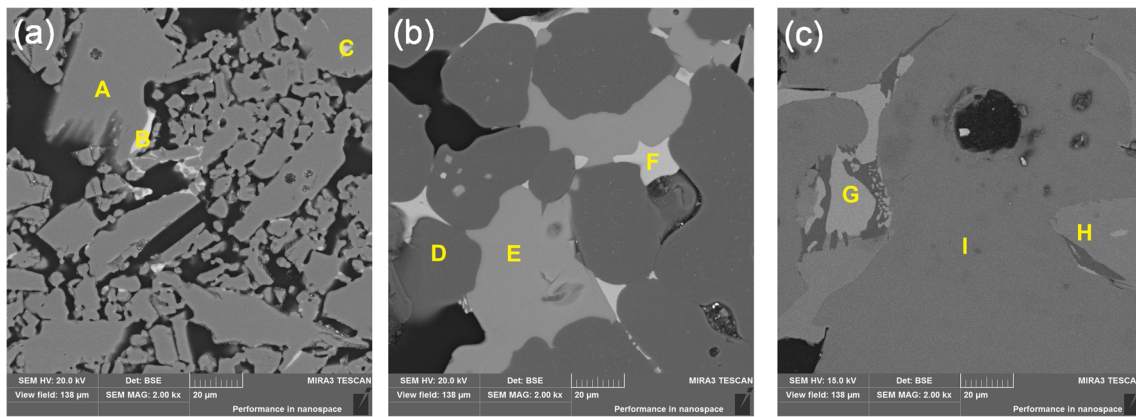 (a)
C
A
B
SEM HV: 20.0 kV Det: BSE MIRA3 TESCAN
View field: 138 μm SEM MAG: 2.00 kx 20 μm
Performance in nanospace
(b)
F
D
E
SEM HV: 20.0 kV Det: BSE MIRA3 TESCAN
View field: 138 μm SEM MAG: 2.00 kx 20 μm
Performance in nanospace
(c)
G
H
I
SEM HV: 15.0 kV Det: BSE MIRA3 TESCAN
View field: 138 μm SEM MAG: 2.00 kx 20 μm
Performance in nanospace